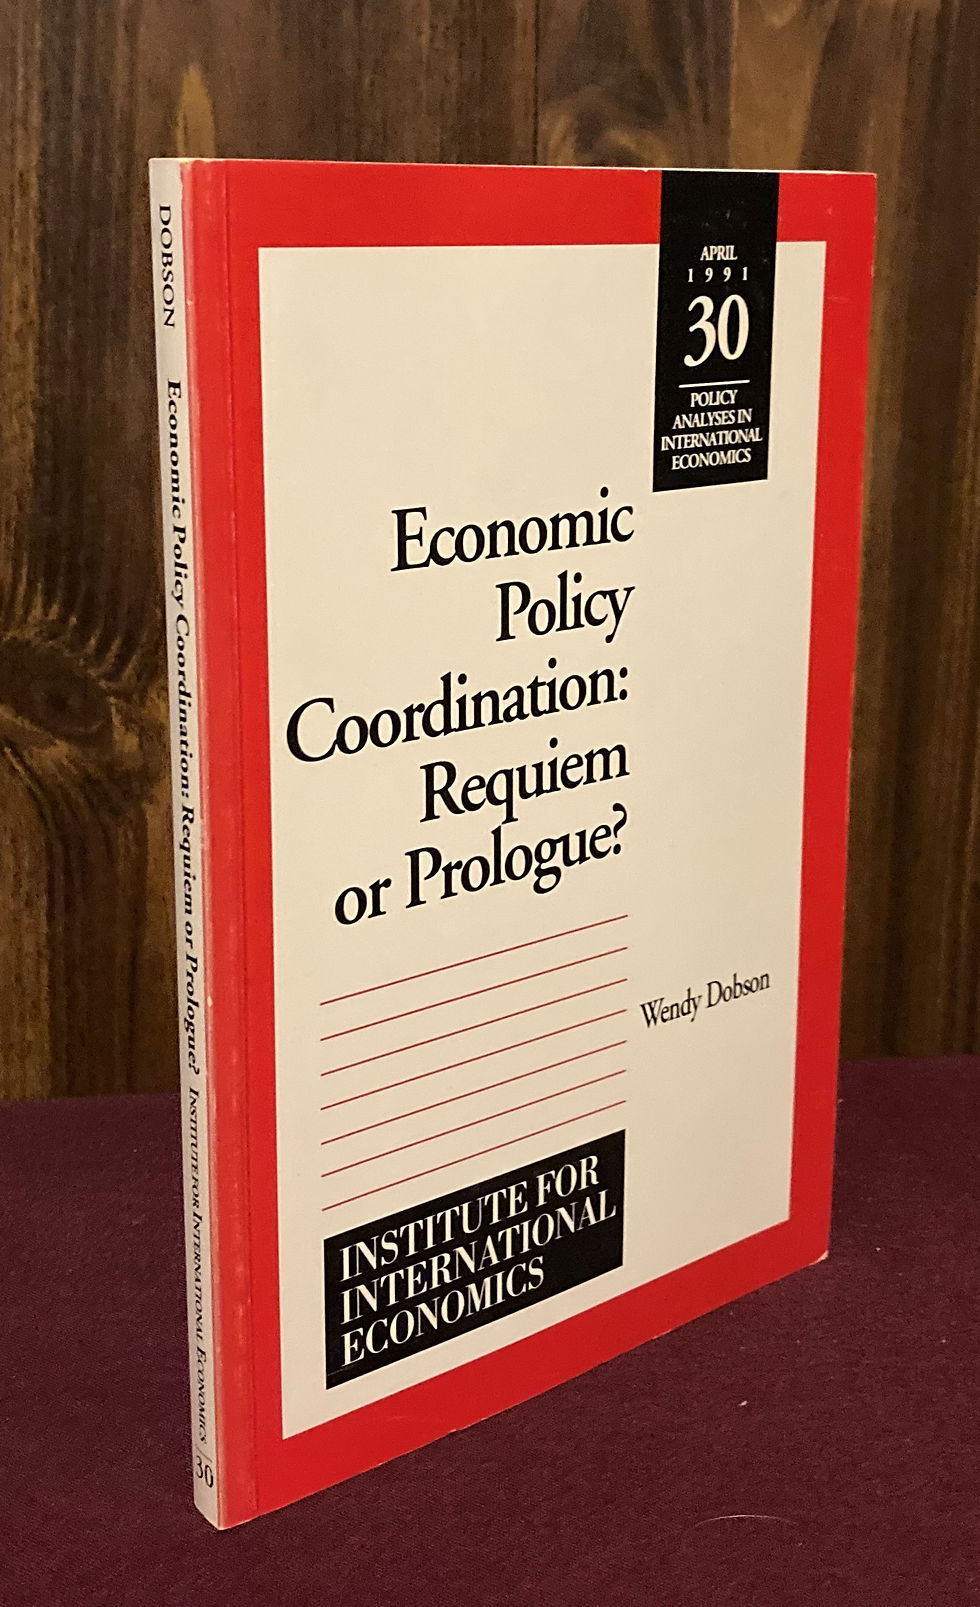 DOBSON Economic Policy Coordination: Requiem or Prologue? INSTITUTE FOR INTERNATIONAL ECONOMICS 30
APRIL
1991
30
POLICY
ANALYSES IN
INTERNATIONAL
ECONOMICS
Economic
Policy
Coordination:
Requiem
or Prologue?
Wendy Dobson
INSTITUTE FOR
INTERNATIONAL
ECONOMICS